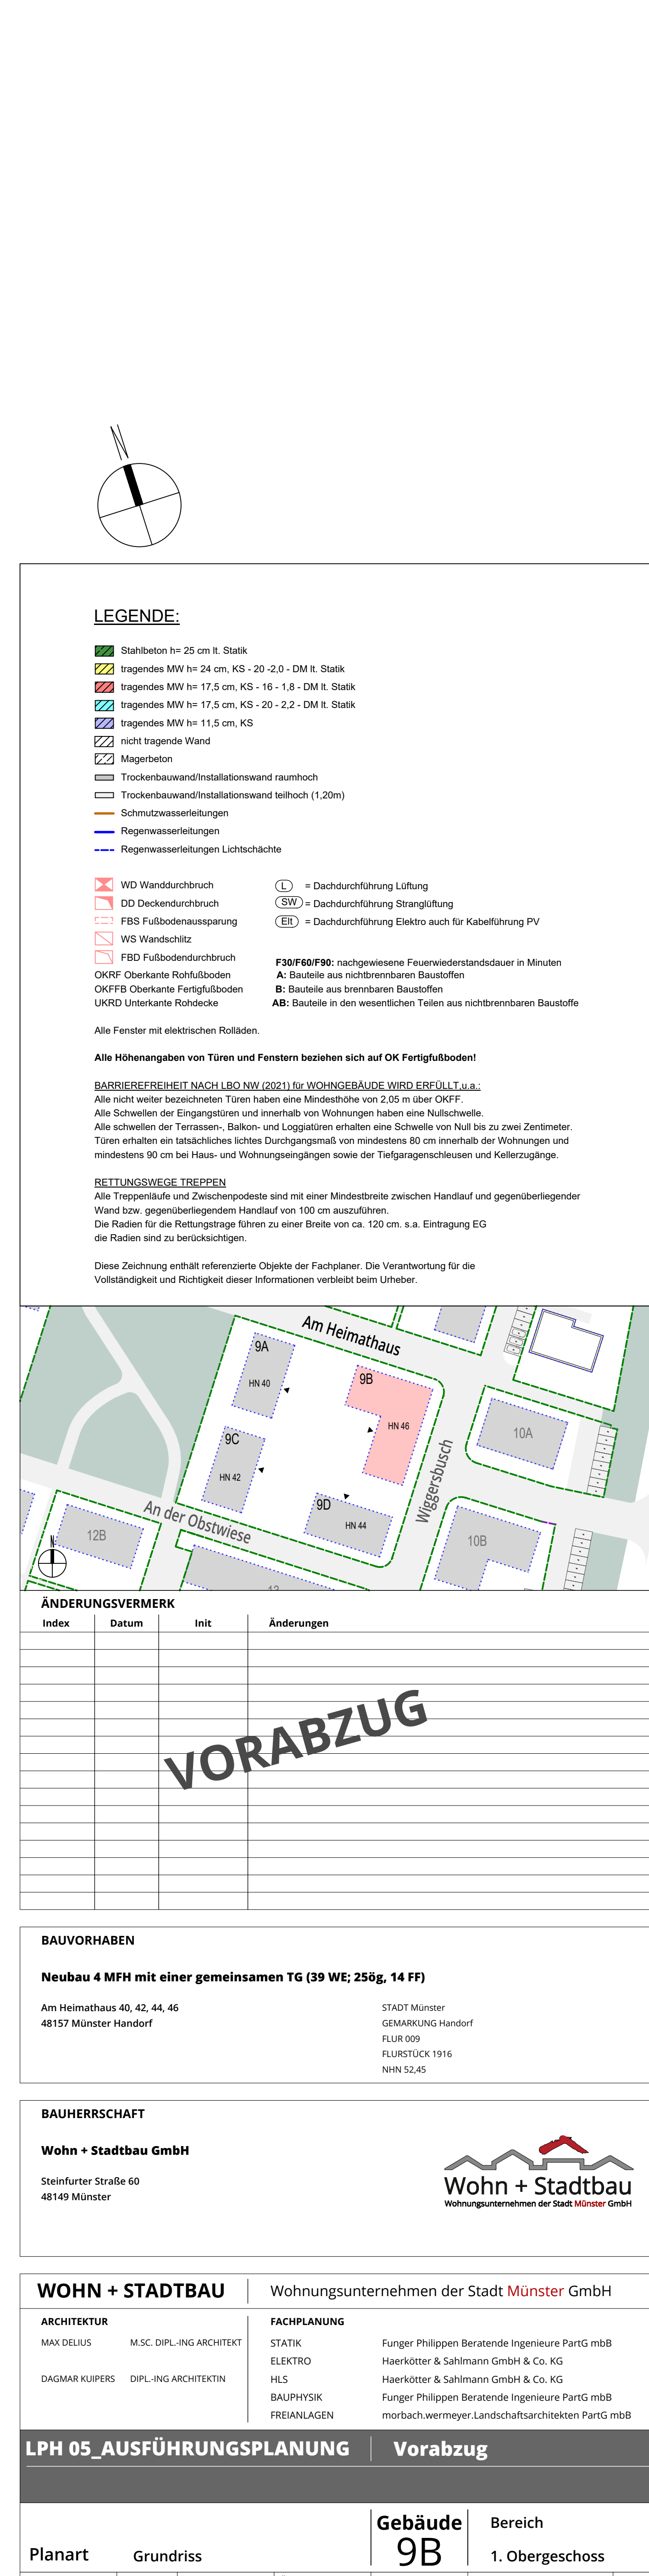 N
LEGENDE:
Stahlbeton h= 25 cm lt. Statik
tragendes MW h= 24 cm, KS - 20 -2,0 - DM lt. Statik
tragendes MW h= 17,5 cm, KS - 16 - 1,8 - DM lt. Statik
tragendes MW h= 17,5 cm, KS - 20 - 2,2 - DM lt. Statik
tragendes MW h= 11,5 cm, KS
nicht tragende Wand
Magerbeton
Trockenbauwand/Installationswand raumhoch
Trockenbauwand/Installationswand teilhoch (1,20m)
Schmutzwasserleitungen
Regenwasserleitungen
Regenwasserleitungen Lichtschächte
WD Wanddurchbruch
DD Deckendurchbruch
FBS Fußbodenaussparung
WS Wandschlitz
FBD Fußbodendurchbruch
L = Dachdurchführung Lüftung
SW = Dachdurchführung Stranglüftung
Elt = Dachdurchführung Elektro auch für Kabelführung PV
OKRF Oberkante Rohfußboden
OKFFB Oberkante Fertigfußboden
UKRD Unterkante Rohdecke
F30/F60/F90: nachgewiesene Feuerwiederstandsdauer in Minuten
A: Bauteile aus nichtbrennbaren Baustoffen
B: Bauteile aus brennbaren Baustoffen
AB: Bauteile in den wesentlichen Teilen aus nichtbrennbaren Baustoffe
Alle Fenster mit elektrischen Rolläden.
Alle Höhenangaben von Türen und Fenstern beziehen sich auf OK Fertigfußboden!
BARRIEREFREIHEIT NACH LBO NW (2021) für WOHNGEBÄUDE WIRD ERFÜLLT,u.a.:
Alle nicht weiter bezeichneten Türen haben eine Mindesthöhe von 2,05 m über OKFF.
Alle Schwellen der Eingangstüren und innerhalb von Wohnungen haben eine Nullschwelle.
Alle schwellen der Terrassen-, Balkon- und Loggiatüren erhalten eine Schwelle von Null bis zu zwei Zentimeter.
Türen erhalten ein tatsächliches lichtes Durchgangsmaß von mindestens 80 cm innerhalb der Wohnungen und
mindestens 90 cm bei Haus- und Wohnungseingängen sowie der Tiefgaragenschleusen und Kellerzugänge.
RETTUNGSWEGE TREPPEN
Alle Treppenläufe und Zwischenpodeste sind mit einer Mindestbreite zwischen Handlauf und gegenüberliegender
Wand bzw. gegenüberliegendem Handlauf von 100 cm auszuführen.
Die Radien für die Rettungstrage führen zu einer Breite von ca. 120 cm. s.a. Eintragung EG
die Radien sind zu berücksichtigen.
Diese Zeichnung enthält referenzierte Objekte der Fachplaner. Die Verantwortung für die
Vollständigkeit und Richtigkeit dieser Informationen verbleibt beim Urheber.
Am Heimathaus
9A
HN 40
9B
HN 46
9C
HN 42
9D
HN 44
10A
10B
Wiggersbusch
An der Obstwiese
12B
N
ÄNDERUNGSVERMERK
Index Datum Init Änderungen
VORABZUG
BAUVORHABEN
Neubau 4 MFH mit einer gemeinsamen TG (39 WE; 25ög, 14 FF)
Am Heimathaus 40, 42, 44, 46
48157 Münster Handorf
STADT Münster
GEMARKUNG Handorf
FLUR 009
FLURSTÜCK 1916
NHN 52,45
BAUHERRSCHAFT
Wohn + Stadtbau GmbH
Steinfurter Straße 60
48149 Münster
Wohn + Stadtbau
Wohnungsunternehmen der Stadt Münster GmbH
WOHN + STADTBAU Wohnungsunternehmen der Stadt Münster GmbH
ARCHITEKTUR
MAX DELIUS M.SC. DIPL.-ING ARCHITEKT
DAGMAR KUIPERS DIPL.-ING ARCHITEKTIN
FACHPLANUNG
STATIK Funger Philippen Beratende Ingenieure PartG mbB
ELEKTRO Haerkötter & Sahlmann GmbH & Co. KG
HLS Haerkötter & Sahlmann GmbH & Co. KG
BAUPHYSIK Funger Philippen Beratende Ingenieure PartG mbB
FREIANLAGEN morbach.wermeyer.Landschaftsarchitekten PartG mbB
LPH 05_AUSFÜHRUNGSPLANUNG Vorabzug
Planart Grundriss
Gebäude
9B
Bereich
1. Obergeschoss